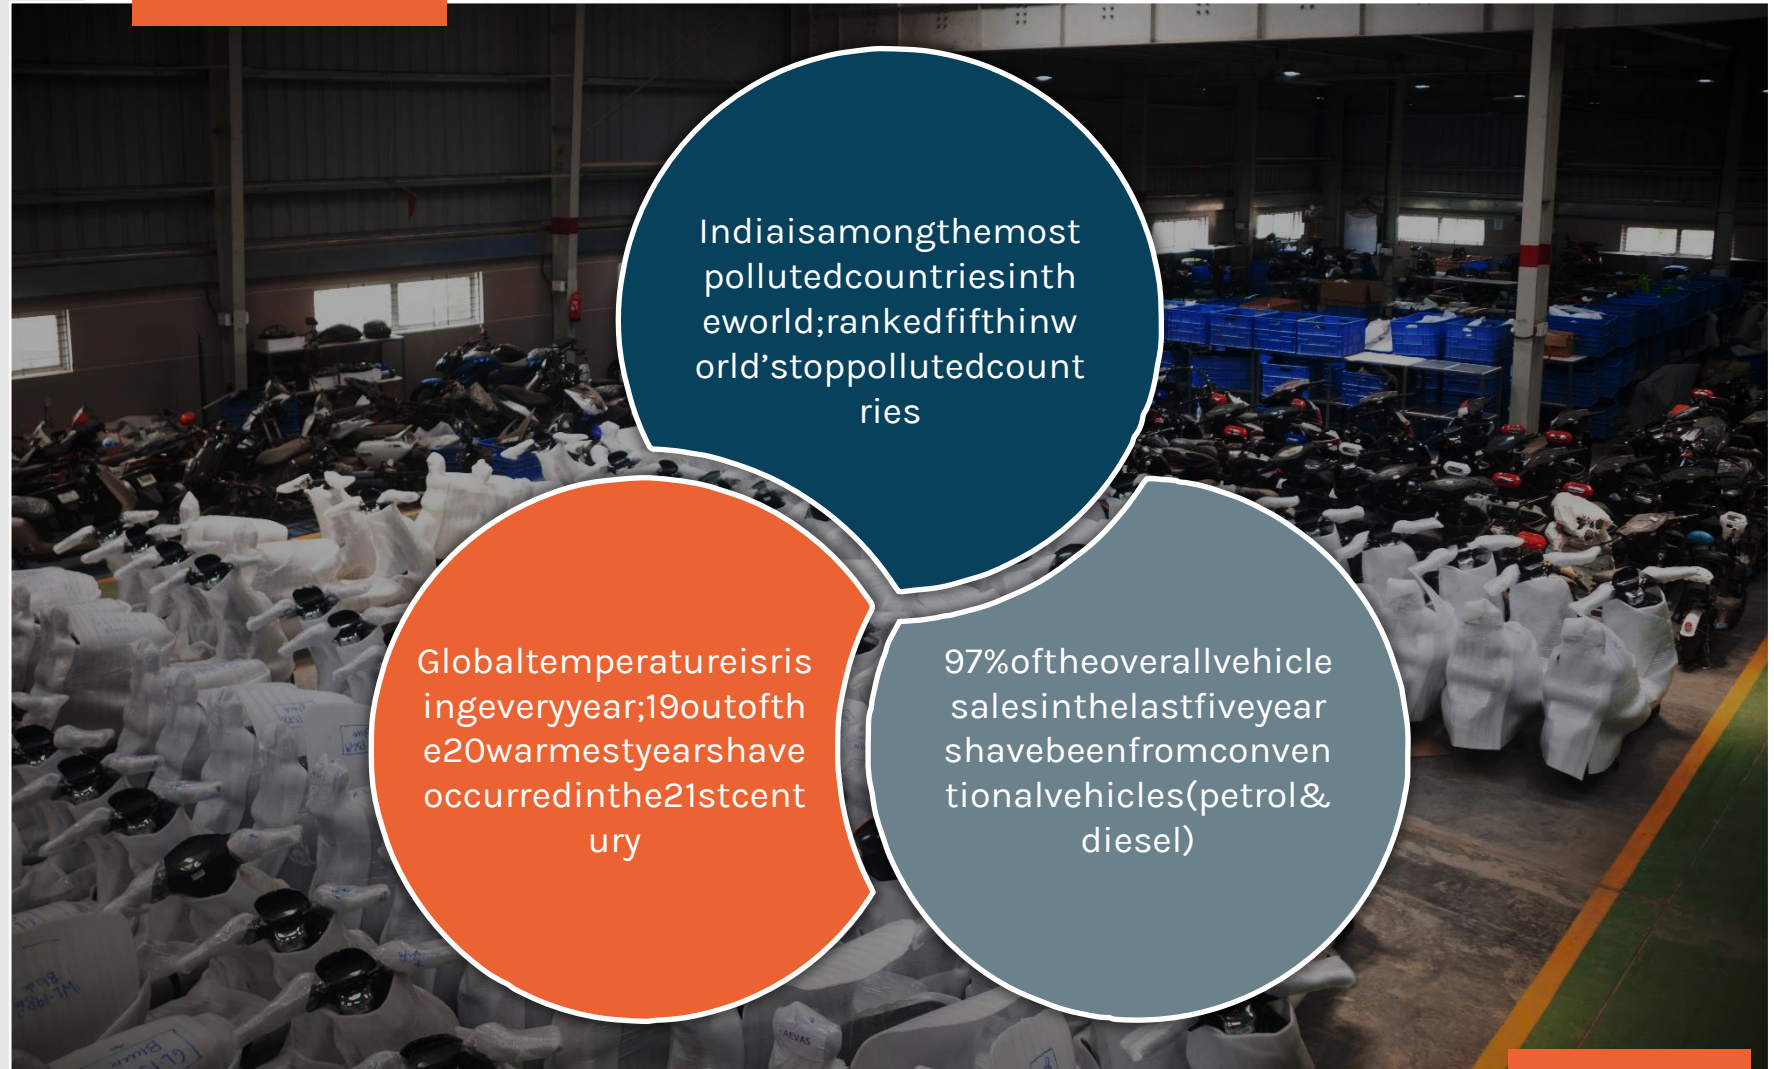 Indiaisamongthemost
pollutedcountriesinth
eworld;rankedfifthinw
orld’stoppollutedcount
ries
Globaltemperatureisris
ingeveryyear;19outofth
e20warmestyearshave
occurredinthe21stcent
ury
97%oftheoverallvehicle
salesinthelastfiveyear
shavebeenfromconven
tionalvehicles(petrol&
diesel)
AEVAS